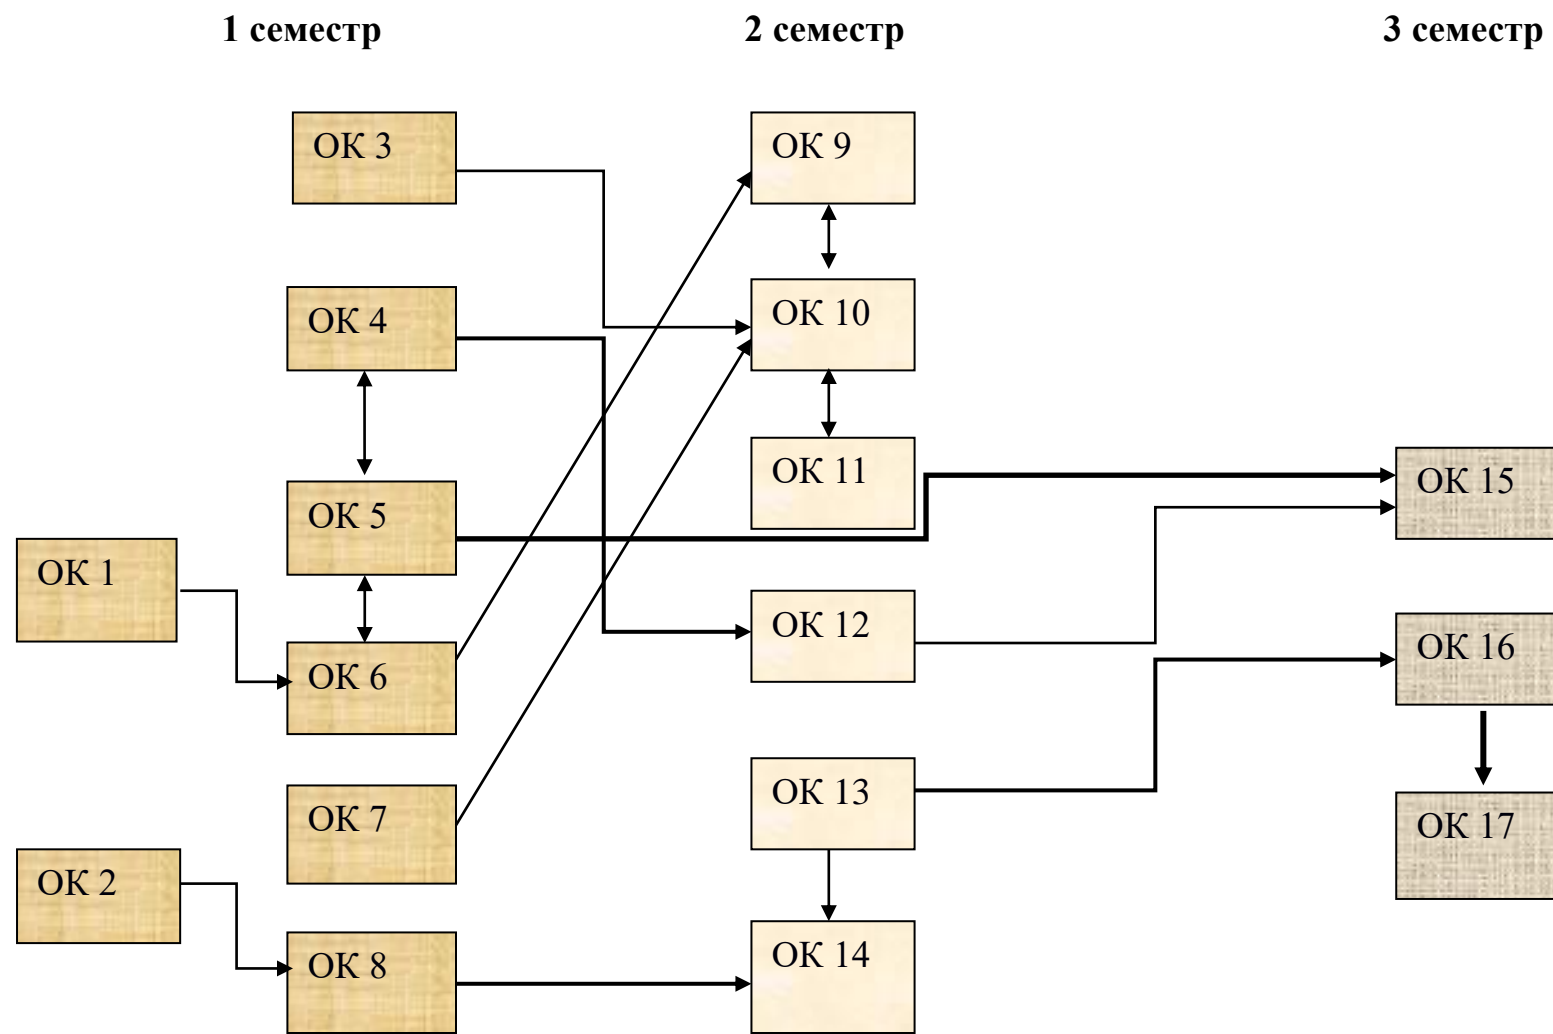 1 семестр
2 семестр
3 семестр
ОК 3
ОК 9
ОК 4
ОК 10
ОК 5
ОК 11
ОК 15
ОК 1
ОК 6
ОК 12
ОК 16
ОК 7
ОК 13
ОК 17
ОК 2
ОК 8
ОК 14